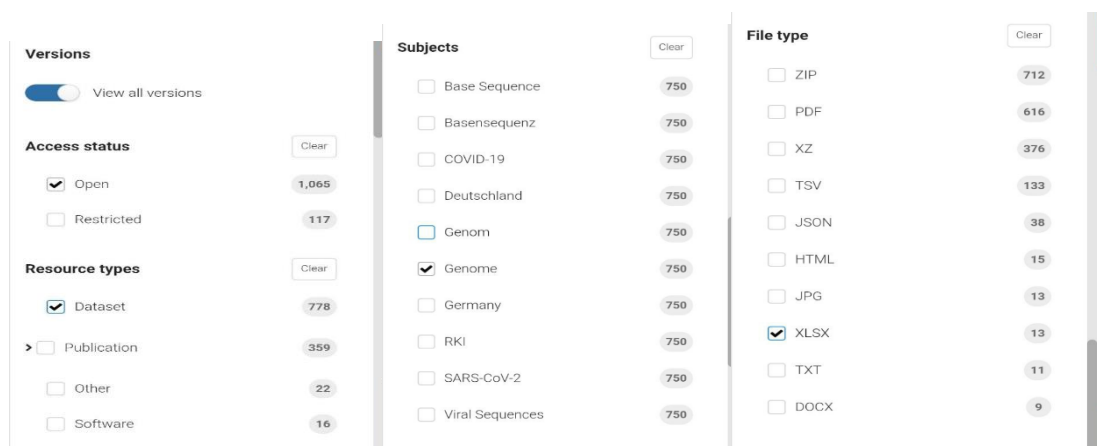 Versions
View all versions
Access status Clear
Open 1,065
Restricted 117
Resource types Clear
Dataset 778
Publication 359
Other 22
Software 16
Subjects Clear
Base Sequence 750
Basensequenz 750
COVID-19 750
Deutschland 750
Genom 750
Genome 750
Germany 750
RKI 750
SARS-CoV-2 750
Viral Sequences 750
File type Clear
ZIP 712
PDF 616
XZ 376
TSV 133
JSON 38
HTML 15
JPG 13
XLSX 13
TXT 11
DOCX 9